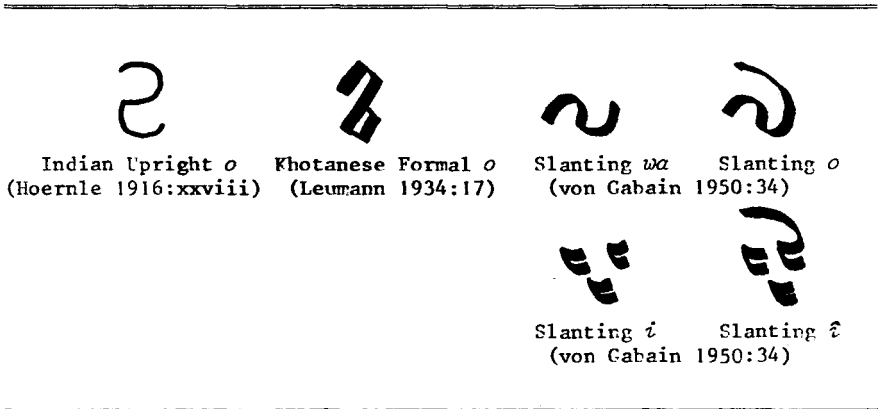 Indian Upright o Khotanese Formal o Slanting wa Slanting o
(Hoernle 1916:xxviii) (Leumann 1934:17) (von Gabain 1950:34)
Slanting i Slanting î
(von Gabain 1950:34)